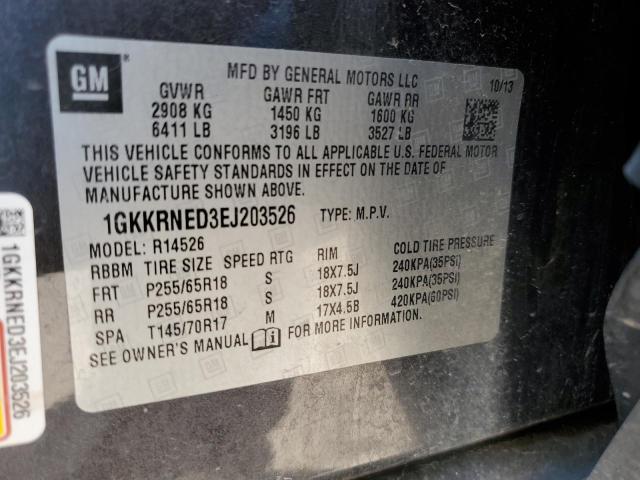 GM
MFD BY GENERAL MOTORS LLC
10/13
GVWR GAWR FRT GAWR RR
2908 KG 1450 KG 1600 KG
6411 LB 3196 LB 3527 LB
THIS VEHICLE CONFORMS TO ALL APPLICABLE U.S. FEDERAL MOTOR
VEHICLE SAFETY STANDARDS IN EFFECT ON THE DATE OF
MANUFACTURE SHOWN ABOVE.
1GKKRNED3EJ203526 TYPE: M.P.V.
MODEL: R14526
RBBM TIRE SIZE SPEED RTG RIM COLD TIRE PRESSURE
FRT P255/65R18 S 18X7.5J 240KPA(35PSI)
RR P255/65R18 S 18X7.5J 240KPA(35PSI)
SPA T145/70R17 M 17X4.5B 420KPA(60PSI)
SEE OWNER'S MANUAL FOR MORE INFORMATION.
1GKKRNED3EJ203526